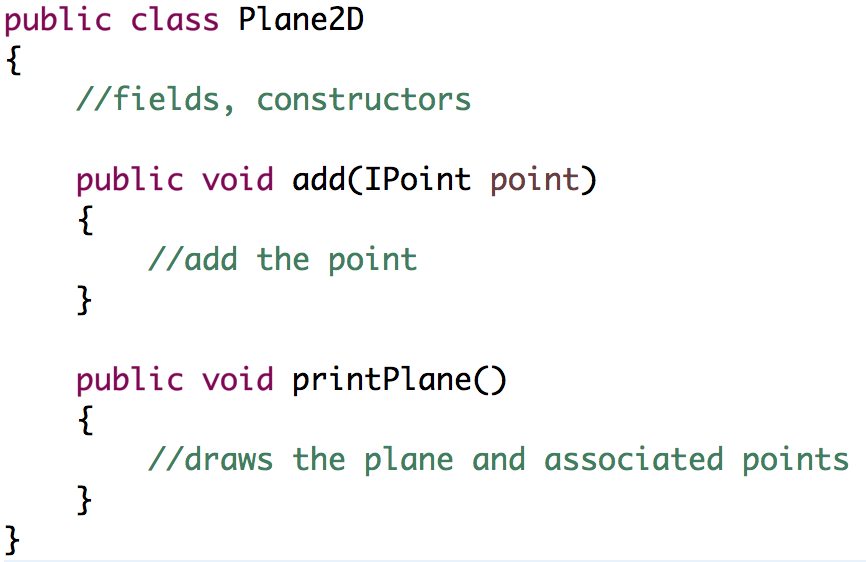 public class Plane2D
{
    //fields, constructors

    public void add(IPoint point)
    {
        //add the point
    }

    public void printPlane()
    {
        //draws the plane and associated points
    }
}